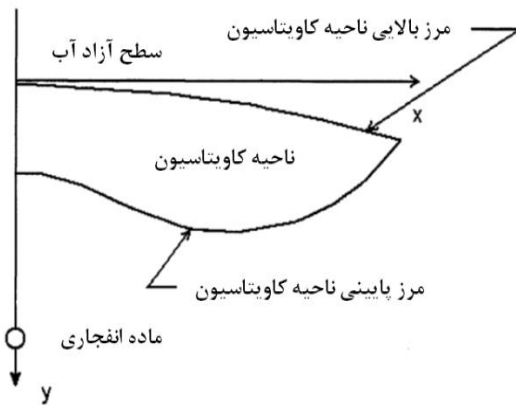 مرز بالایی ناحیه کاویتاسیون
سطح آزاد آب
x
ناحیه کاویتاسیون
مرز پایینی ناحیه کاویتاسیون
ماده انفجاری
y